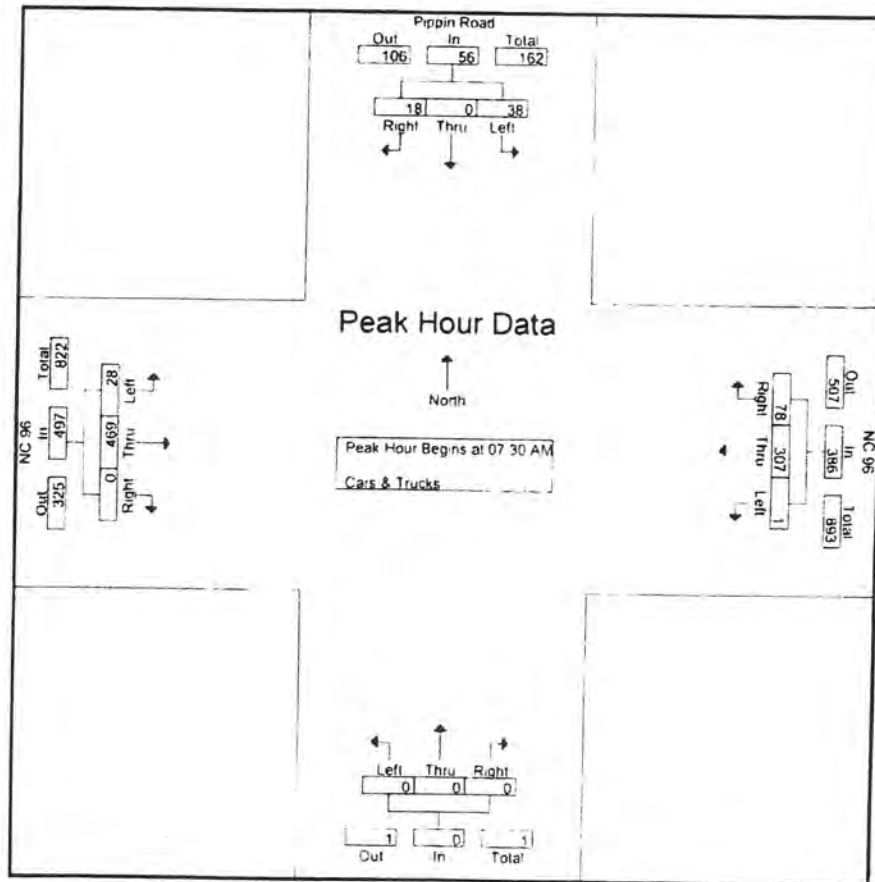 Pippin Road
Out In Total
106 56 162
18 0 38
Right Thru Left
Peak Hour Data
North
Peak Hour Begins at 07 30 AM
Cars & Trucks
NC 96
Out In Total
325 497 822
0 469 28
Right Thru Left
NC 96
Out In Total
507 386 893
78 307 1
Right Thru Left
Left Thru Right
0 0 0
1 0 1
Out In Total